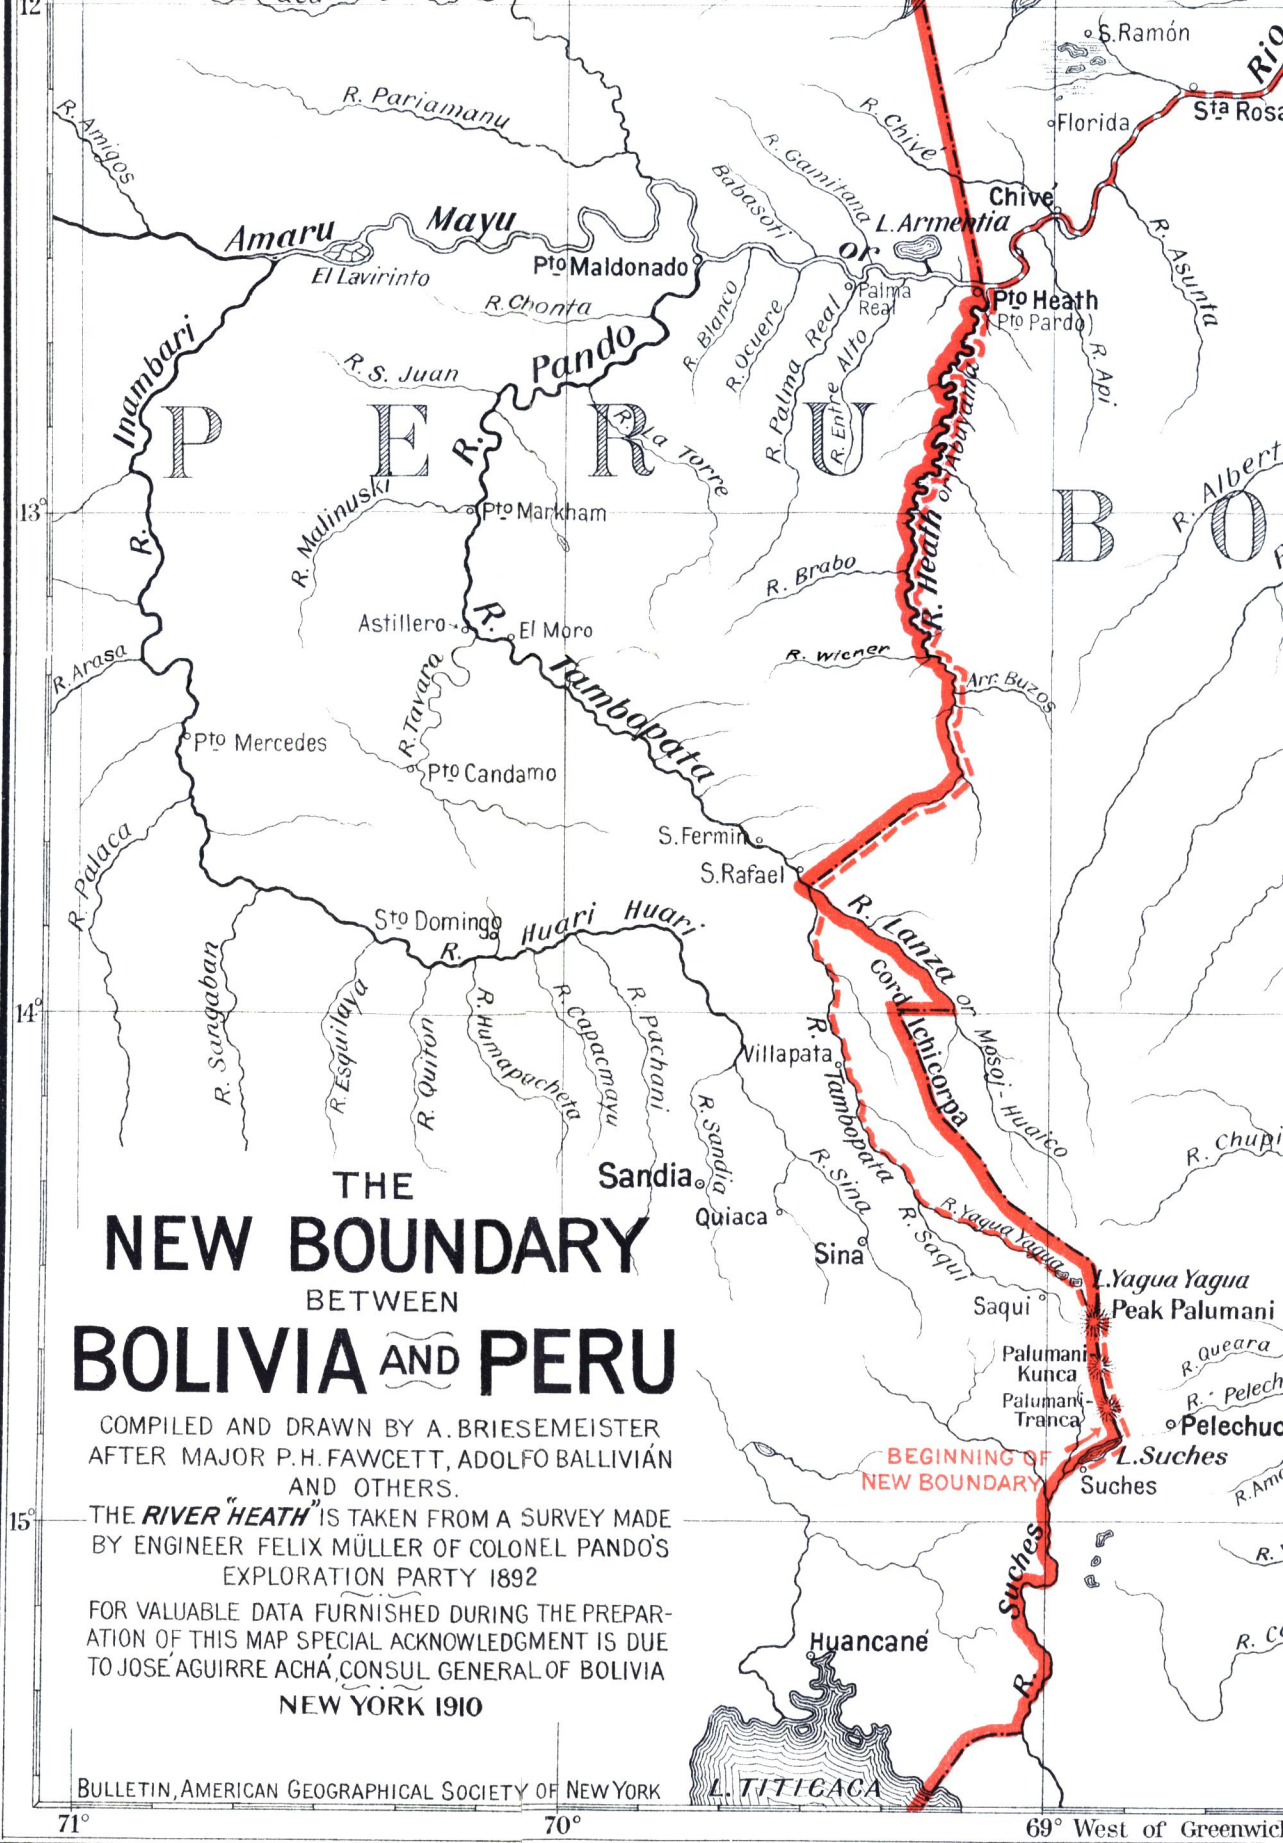 12
S. Ramón
Rio
Sta Rosa
R. Pariamanu
R. Amigos
R. Chivé
Florida
R. Gamitana
Babasoti
Chivé
L. Armentia
Amaru
Mayu
or
R. Asunta
El Lavirinto
Pto Maldonado
Palma
Real
Pto Heath
(Pto Pardo)
R. Chonta
R. Blanco
R. Ocuere
R. Palma Real
R. Entre Alto
R. Api
Inambari
R.
R. S. Juan
Pando
R.
R. La Torre
PERU
R. Heath or Abuyama
R. Albert
BO
13°
R. Malinuski
Pto Markham
R. Brabo
Astillero
R.
El Moro
R. Wiener
R. Arasa
R. Tavara
Tambopata
Arr. Buzos
Pto Mercedes
Pto Candamo
R. Palaca
S. Fermin
S. Rafael
Sto Domingo
R. Huari Huari
R. Lanza or Mosoj-Huaico
Cord. Ichicorpa
14°
R. Sangaban
R. Esquilaya
R. Quiton
R. Humapacheta
R. Capacmayu
R. Pachani
Villapata
R. Tambopata
R. Sandia
R. Sina
R. Chupi
Sandia
Quiaca
Sina
R. Saqui
R. Yagua Yagua
L. Yagua Yagua
Saqui
Peak Palumani
Palumani-
Kunca
R. Queara
Palumani-
Tranca
R. Pelech
Pelechuc
BEGINNING OF
NEW BOUNDARY
L. Suches
Suches
THE
NEW BOUNDARY
BETWEEN
BOLIVIA AND PERU
COMPILED AND DRAWN BY A. BRIESEMEISTER
AFTER MAJOR P.H. FAWCETT, ADOLFO BALLIVIÁN
AND OTHERS.
THE RIVER "HEATH" IS TAKEN FROM A SURVEY MADE
BY ENGINEER FELIX MÜLLER OF COLONEL PANDO'S
EXPLORATION PARTY 1892
FOR VALUABLE DATA FURNISHED DURING THE PREPAR-
ATION OF THIS MAP SPECIAL ACKNOWLEDGMENT IS DUE
TO JOSÉ AGUIRRE ACHÁ, CONSUL GENERAL OF BOLIVIA
NEW YORK 1910
15°
R. Suches
Huancané
L. TITICACA
BULLETIN, AMERICAN GEOGRAPHICAL SOCIETY OF NEW YORK
71°
70°
69° West of Greenwich